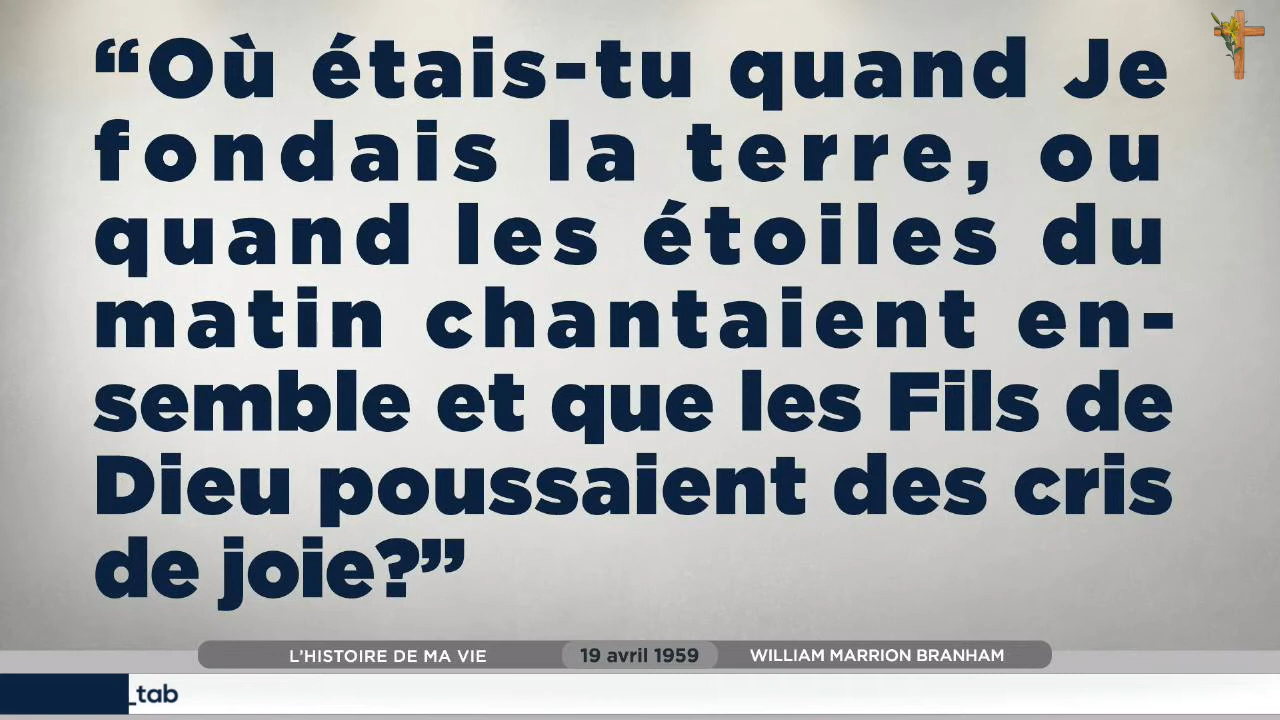 “Où étais-tu quand Je
fondais la terre, ou
quand les étoiles du
matin chantaient en-
semble et que les Fils de
Dieu poussaient des cris
de joie?”
L’HISTOIRE DE MA VIE 19 avril 1959 WILLIAM MARRION BRANHAM
_tab